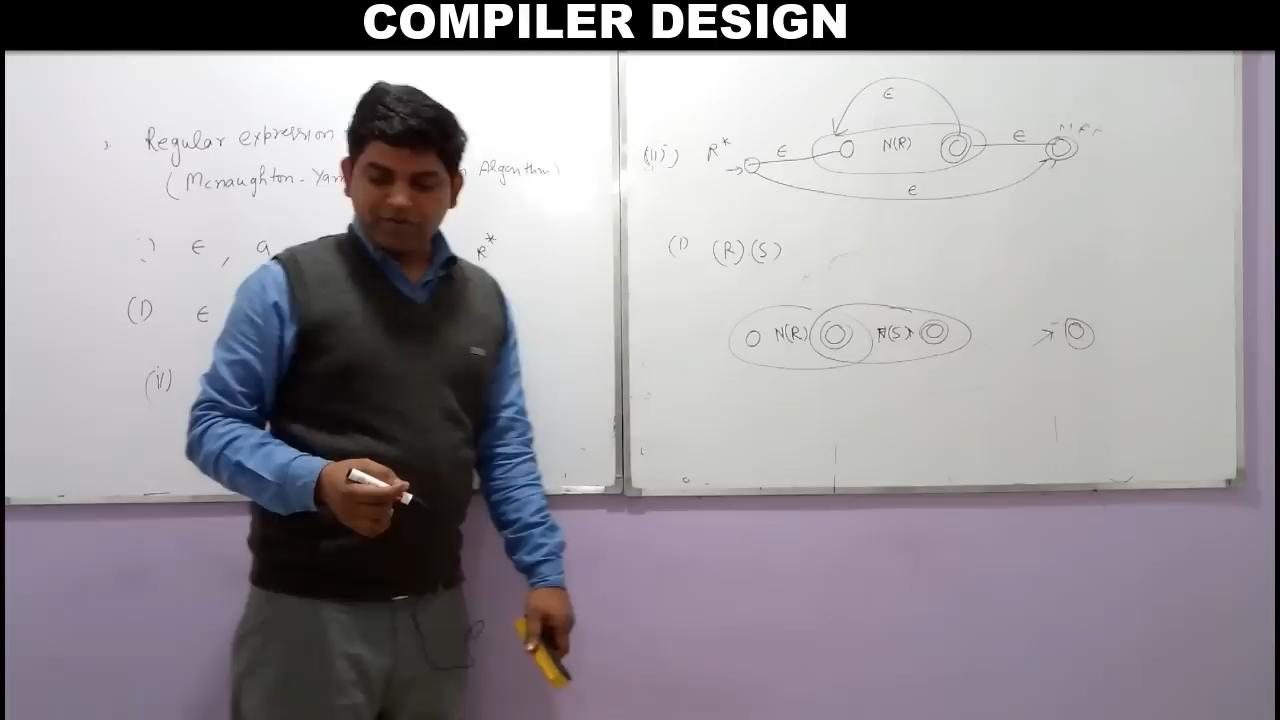 COMPILER DESIGN
Regular expression
(Mcnaughton-Yam Algorithm)
i) ϵ, a R*
(I) ϵ
(ii)
(iii) R* ϵ N(R) ϵ ϵ ϵ
(I) (R)(S)
N(R) N(S)